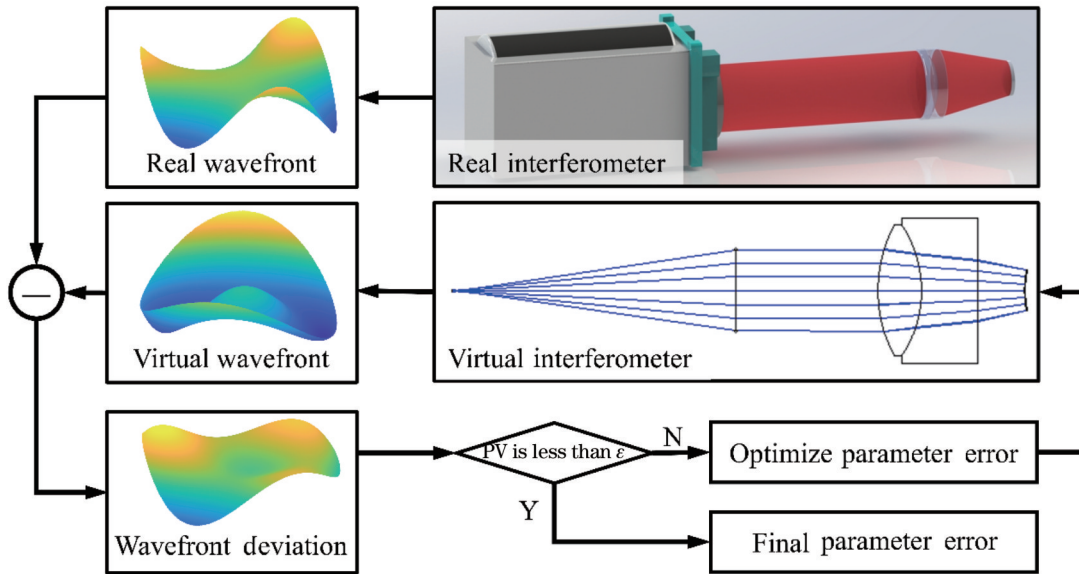 Real wavefront
Real interferometer
Virtual wavefront
Virtual interferometer
—
Wavefront deviation
PV is less than ε
N
Optimize parameter error
Y
Final parameter error